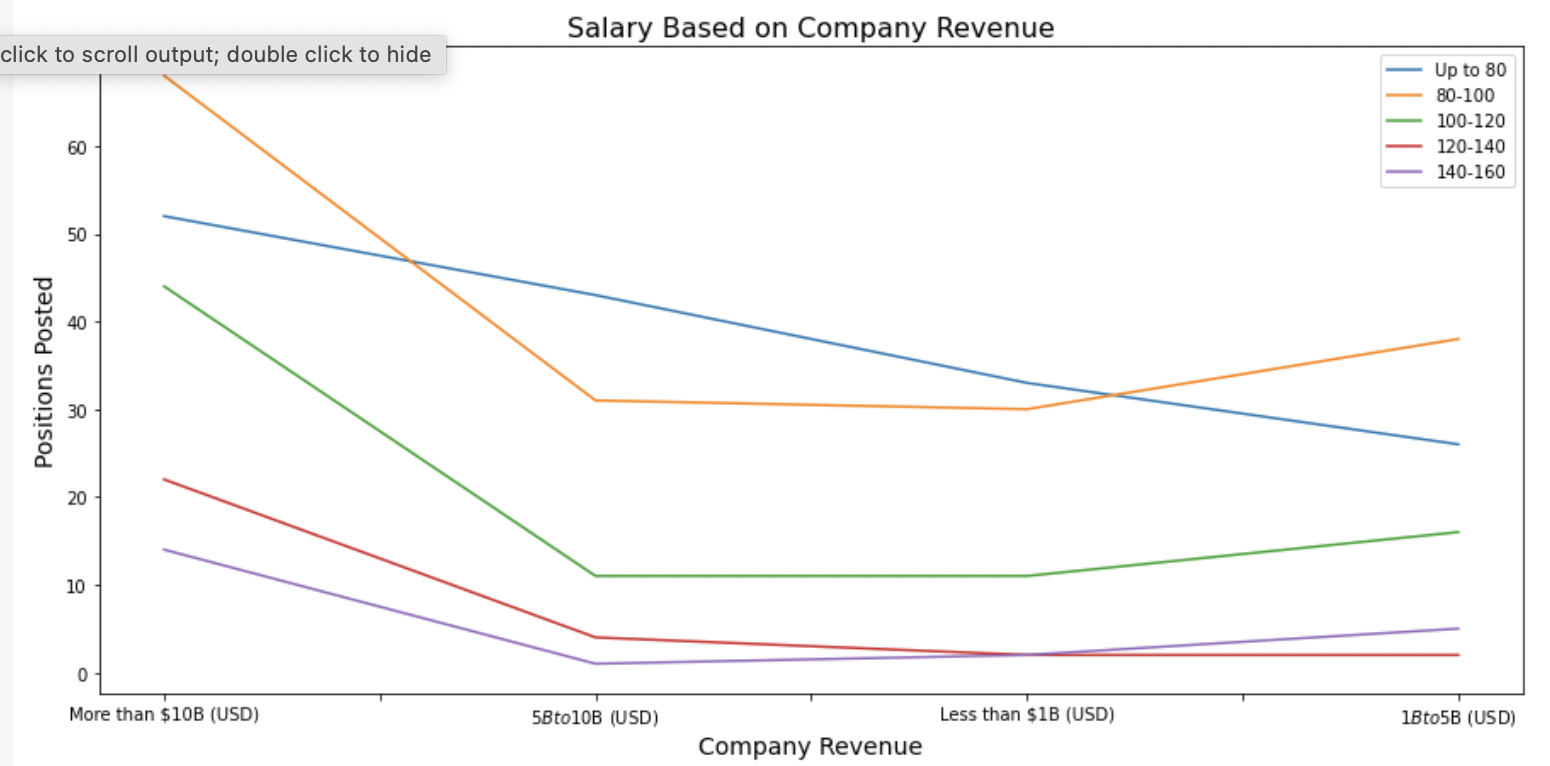 Salary Based on Company Revenue
click to scroll output; double click to hide
Up to 80
80-100
100-120
120-140
140-160
60
50
40
30
20
10
0
Positions Posted
More than $10B (USD)
5Bto10B (USD)
Less than $1B (USD)
1Bto5B (USD)
Company Revenue